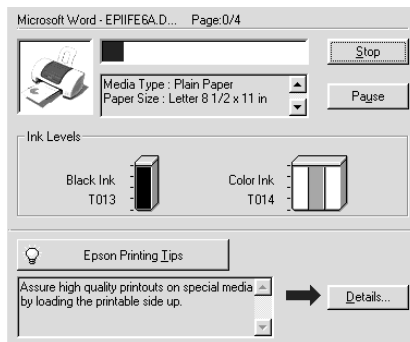 Microsoft Word - EPIIFE6A.D... Page:0/4
Stop
Media Type : Plain Paper
Paper Size : Letter 8 1/2 x 11 in
Pause
Ink Levels
Black Ink
T013
Color Ink
T014
Epson Printing Tips
Assure high quality printouts on special media
by loading the printable side up.
Details...